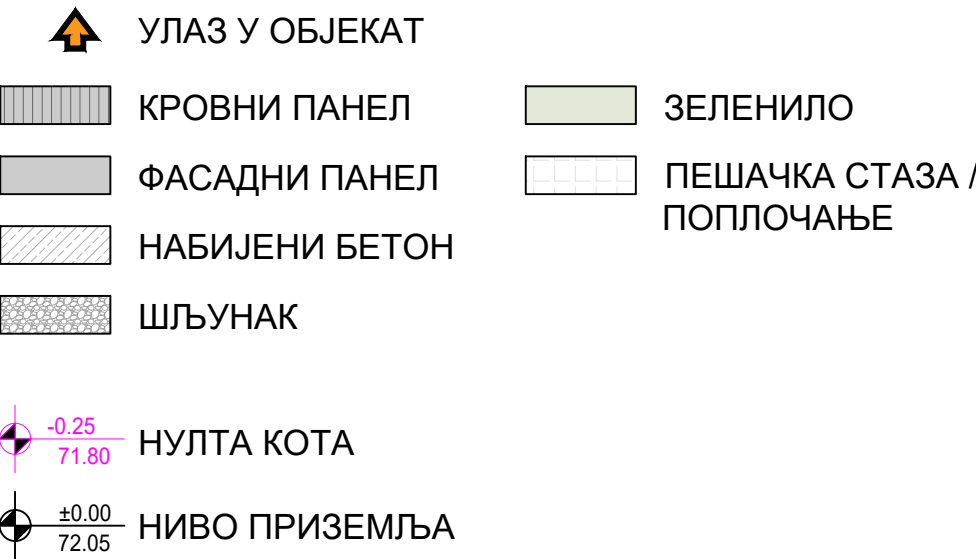 УЛАЗ У ОБЈЕКАТ
КРОВНИ ПАНЕЛ
ФАСАДНИ ПАНЕЛ
НАБИЈЕНИ БЕТОН
ШЉУНАК
ЗЕЛЕНИЛО
ПЕШАЧКА СТАЗА /
ПОПЛОЧАЊЕ
-0.25
71.80
НУЛТА КОТА
±0.00
72.05
НИВО ПРИЗЕМЉА